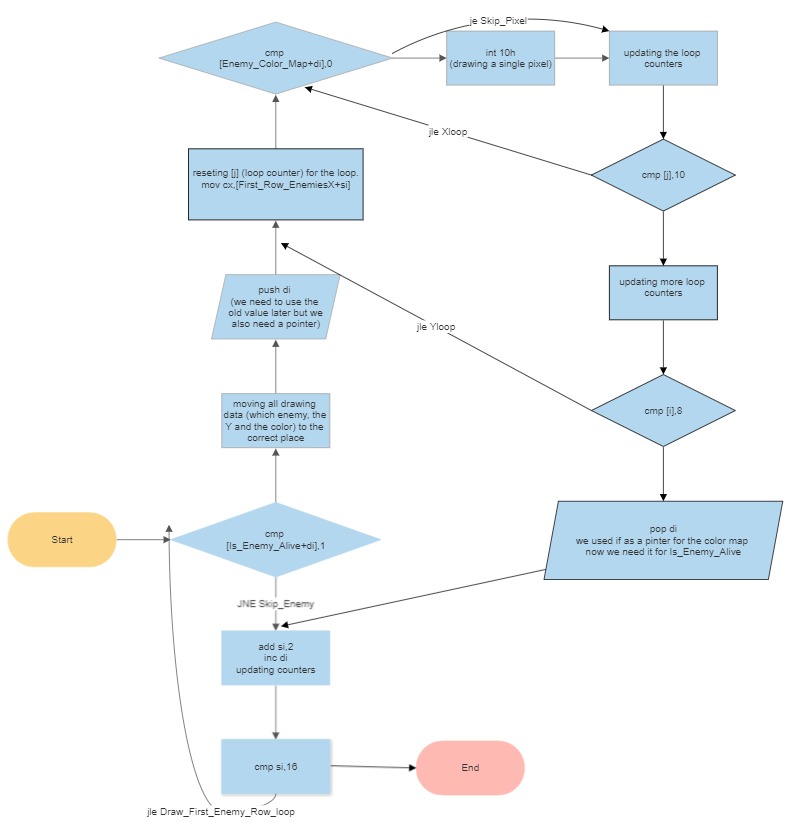 je Skip_Pixel
cmp
[Enemy_Color_Map+di],0
int 10h
(drawing a single pixel)
updating the loop
counters
jle Xloop
reseting [j] (loop counter) for the loop.
mov cx,[First_Row_EnemiesX+si]
cmp [j],10
updating more loop
counters
push di
(we need to use the
old value later but we
also need a pointer)
jle Yloop
cmp [i],8
moving all drawing
data (which enemy, the
Y and the color) to the
correct place
Start
cmp
[Is_Enemy_Alive+di],1
pop di
we used if as a pinter for the color map
now we need it for Is_Enemy_Alive
JNE Skip_Enemy
add si,2
inc di
updating counters
cmp si,16
End
jle Draw_First_Enemy_Row_loop